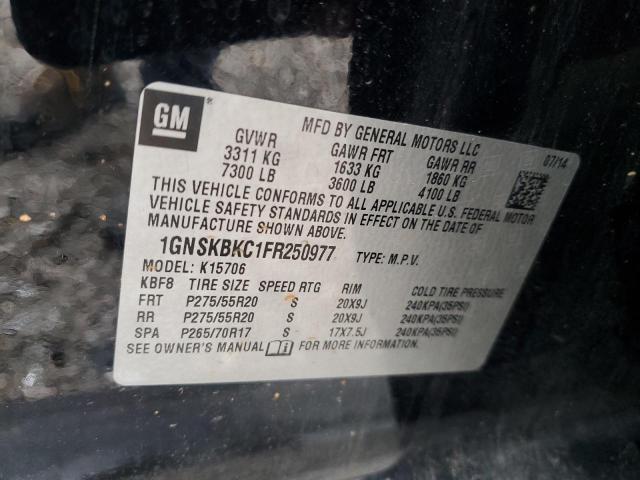 GM®
MFD BY GENERAL MOTORS LLC
07/14
GVWR GAWR FRT GAWR RR
3311 KG 1633 KG 1860 KG
7300 LB 3600 LB 4100 LB
THIS VEHICLE CONFORMS TO ALL APPLICABLE U.S. FEDERAL MOTOR
VEHICLE SAFETY STANDARDS IN EFFECT ON THE DATE OF
MANUFACTURE SHOWN ABOVE.
1GNSKBKC1FR250977 TYPE: M.P.V.
MODEL: K15706
KBF8 TIRE SIZE SPEED RTG RIM COLD TIRE PRESSURE
FRT P275/55R20 S 20X9J 240KPA(35PSI)
RR P275/55R20 S 20X9J 240KPA(35PSI)
SPA P265/70R17 S 17X7.5J 240KPA(35PSI)
SEE OWNER'S MANUAL FOR MORE INFORMATION.